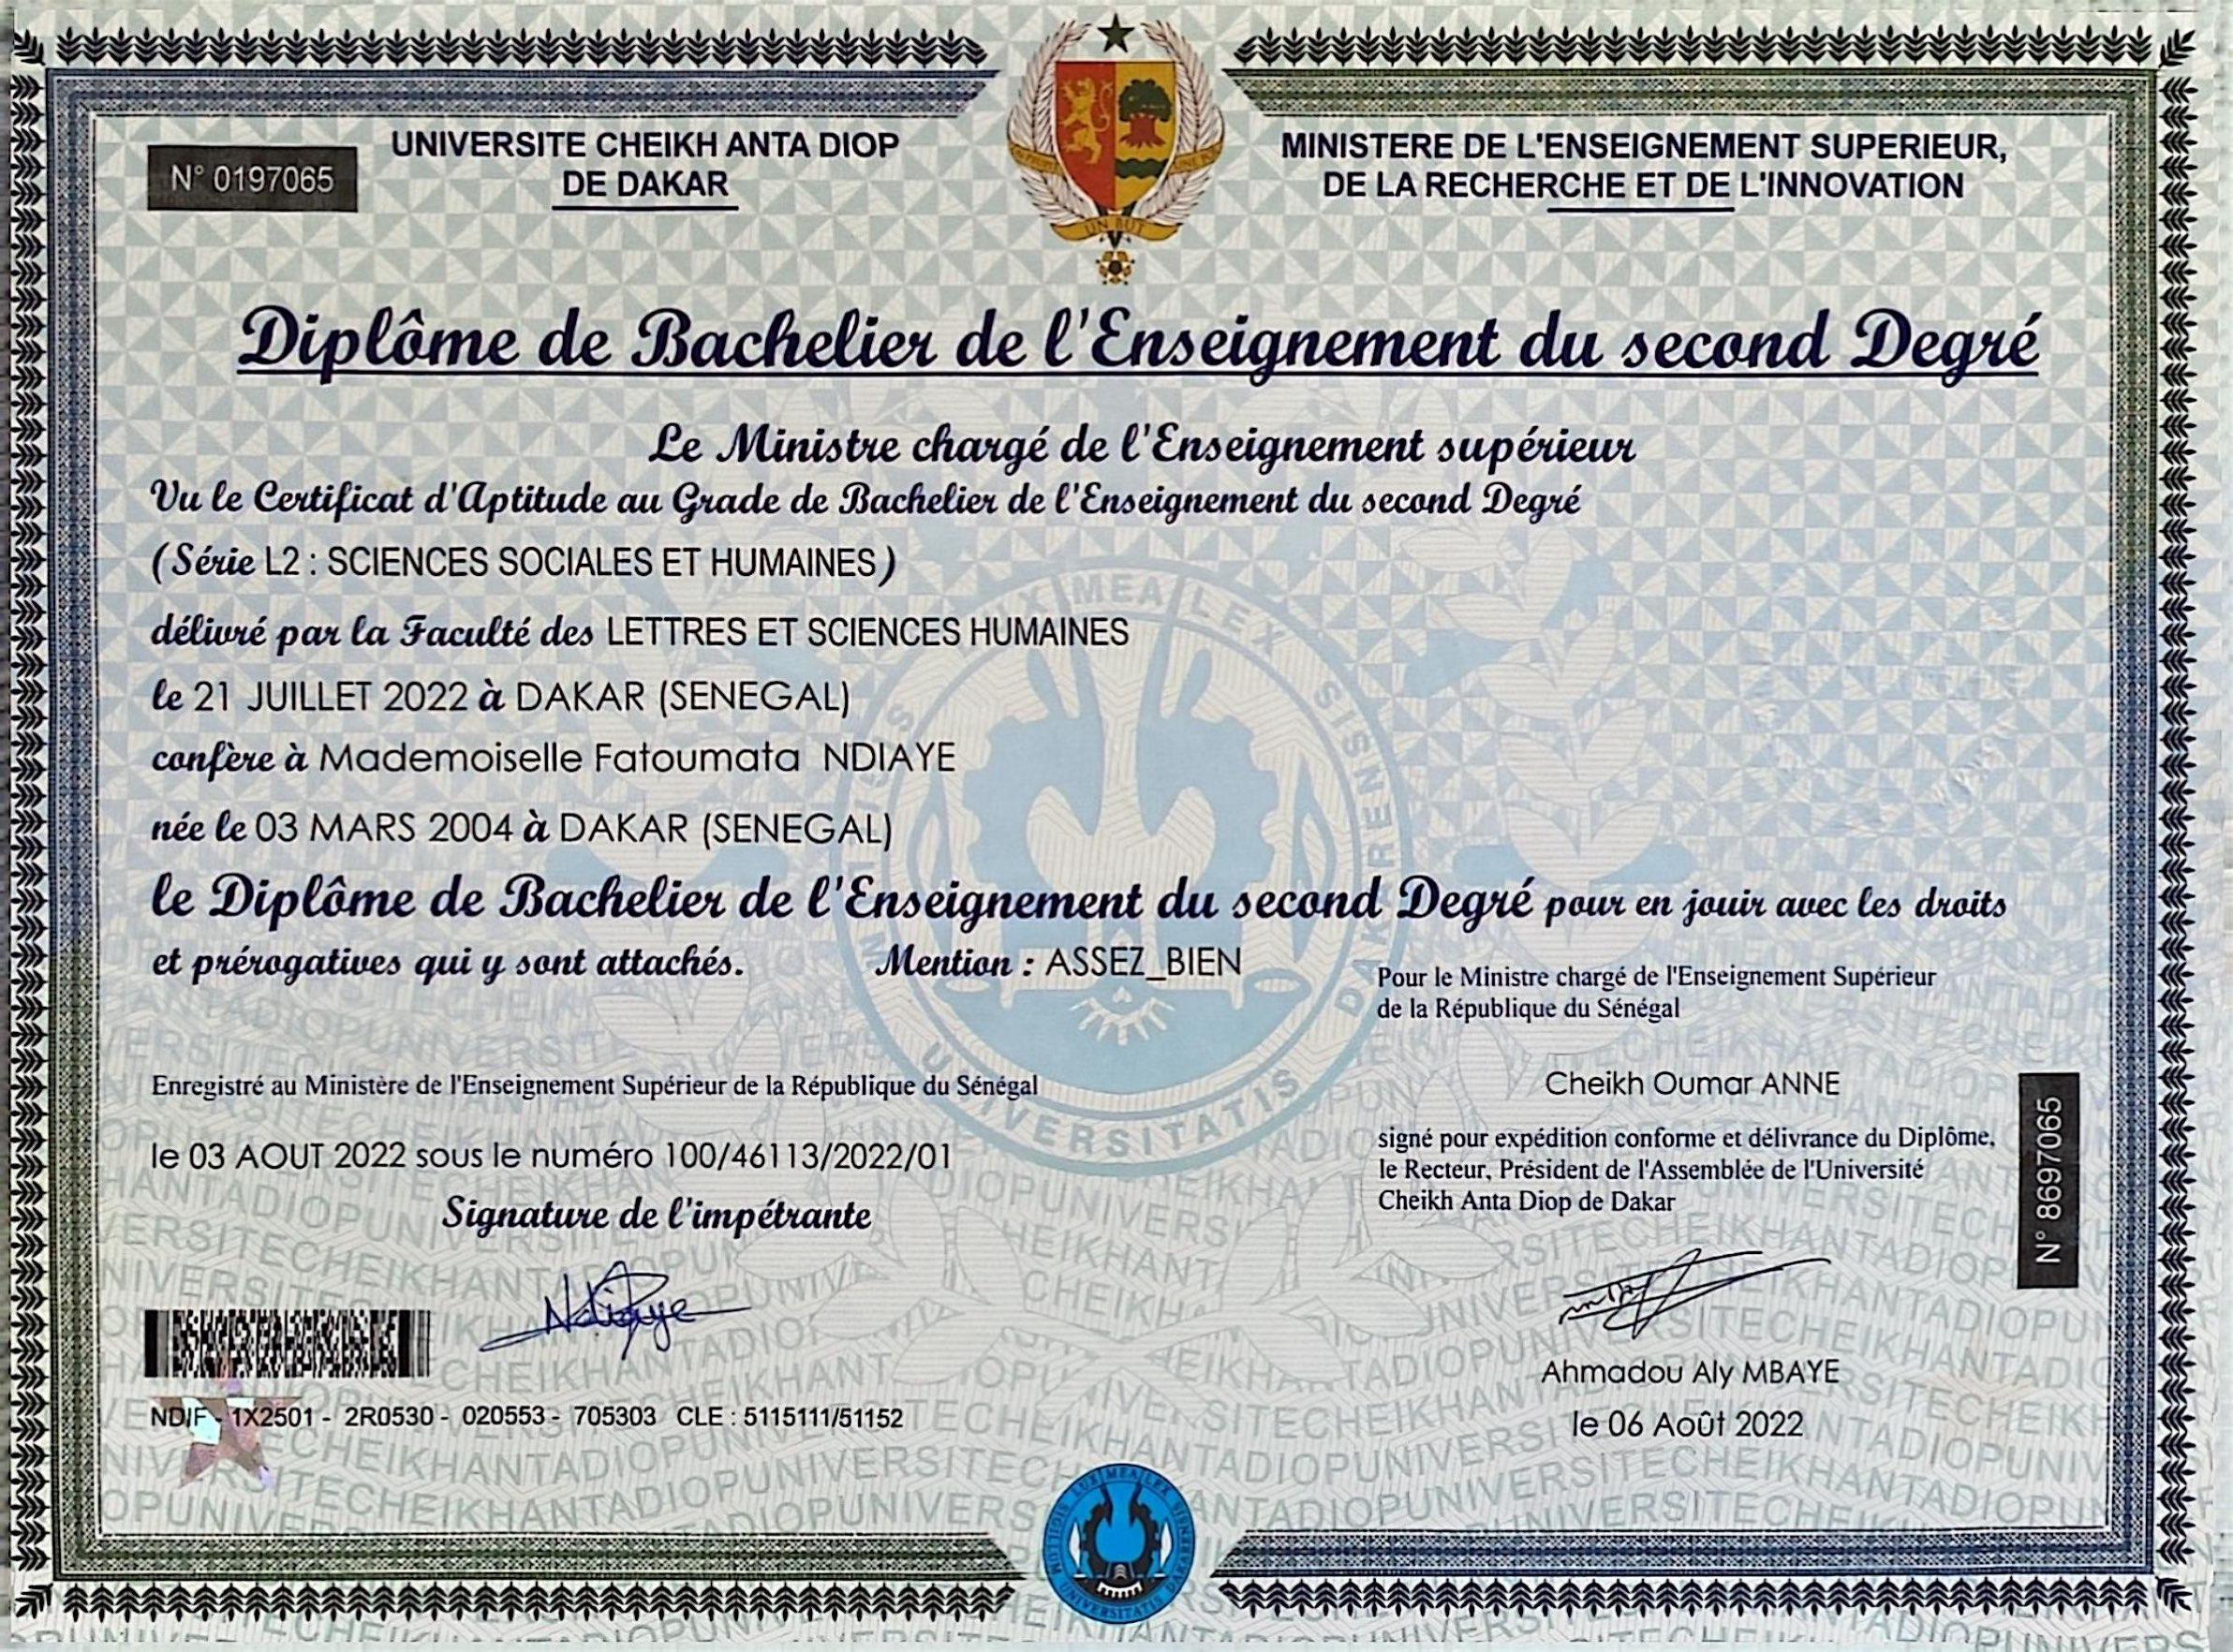 N° 0197065
UNIVERSITE CHEIKH ANTA DIOP
DE DAKAR
MINISTERE DE L'ENSEIGNEMENT SUPERIEUR,
DE LA RECHERCHE ET DE L'INNOVATION
UN BUT
Diplôme de Bachelier de l'Enseignement du second Degré
Le Ministre chargé de l'Enseignement supérieur
Vu le Certificat d'Aptitude au Grade de Bachelier de l'Enseignement du second Degré
(Série L2 : SCIENCES SOCIALES ET HUMAINES)
délivré par la Faculté des LETTRES ET SCIENCES HUMAINES
le 21 JUILLET 2022 à DAKAR (SENEGAL)
confère à Mademoiselle Fatoumata NDIAYE
née le 03 MARS 2004 à DAKAR (SENEGAL)
le Diplôme de Bachelier de l'Enseignement du second Degré pour en jouir avec les droits
et prérogatives qui y sont attachés. Mention : ASSEZ_BIEN
Pour le Ministre chargé de l'Enseignement Supérieur
de la République du Sénégal
Cheikh Oumar ANNE
signé pour expédition conforme et délivrance du Diplôme,
le Recteur, Président de l'Assemblée de l'Université
Cheikh Anta Diop de Dakar
Ahmadou Aly MBAYE
le 06 Août 2022
N° 8697065
Enregistré au Ministère de l'Enseignement Supérieur de la République du Sénégal
le 03 AOUT 2022 sous le numéro 100/46113/2022/01
Signature de l'impétrante
Ndiaye
NDIF - 1X2501 - 2R0530 - 020553 - 705303 CLE : 5115111/51152
LUX MEA LEX
UNIVERSITATIS DAKARENSIS